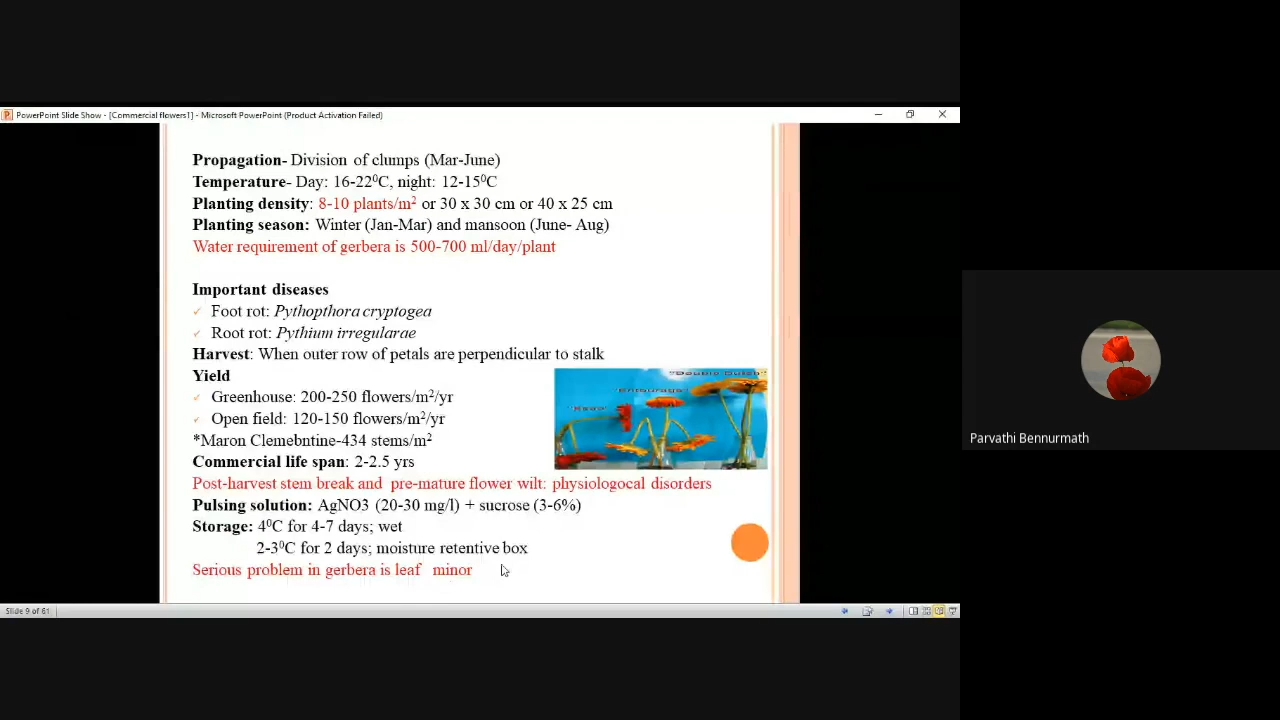 PowerPoint Slide Show - [Commercial flowers1] - Microsoft PowerPoint (Product Activation Failed)
Propagation- Division of clumps (Mar-June)
Temperature- Day: 16-22⁰C, night: 12-15⁰C
Planting density: 8-10 plants/m² or 30 x 30 cm or 40 x 25 cm
Planting season: Winter (Jan-Mar) and mansoon (June- Aug)
Water requirement of gerbera is 500-700 ml/day/plant
Important diseases
✓ Foot rot: Pythopthora cryptogea
✓ Root rot: Pythium irregularae
Harvest: When outer row of petals are perpendicular to stalk
Yield
✓ Greenhouse: 200-250 flowers/m²/yr
✓ Open field: 120-150 flowers/m²/yr
*Maron Clemebntine-434 stems/m²
Commercial life span: 2-2.5 yrs
"Double Dutch"
"Entourage"
Post-harvest stem break and pre-mature flower wilt: physiologocal disorders
Pulsing solution: AgNO3 (20-30 mg/l) + sucrose (3-6%)
Storage: 4⁰C for 4-7 days; wet
2-3⁰C for 2 days; moisture retentive box
Serious problem in gerbera is leaf minor
Slide 9 of 61
Parvathi Bennurmath